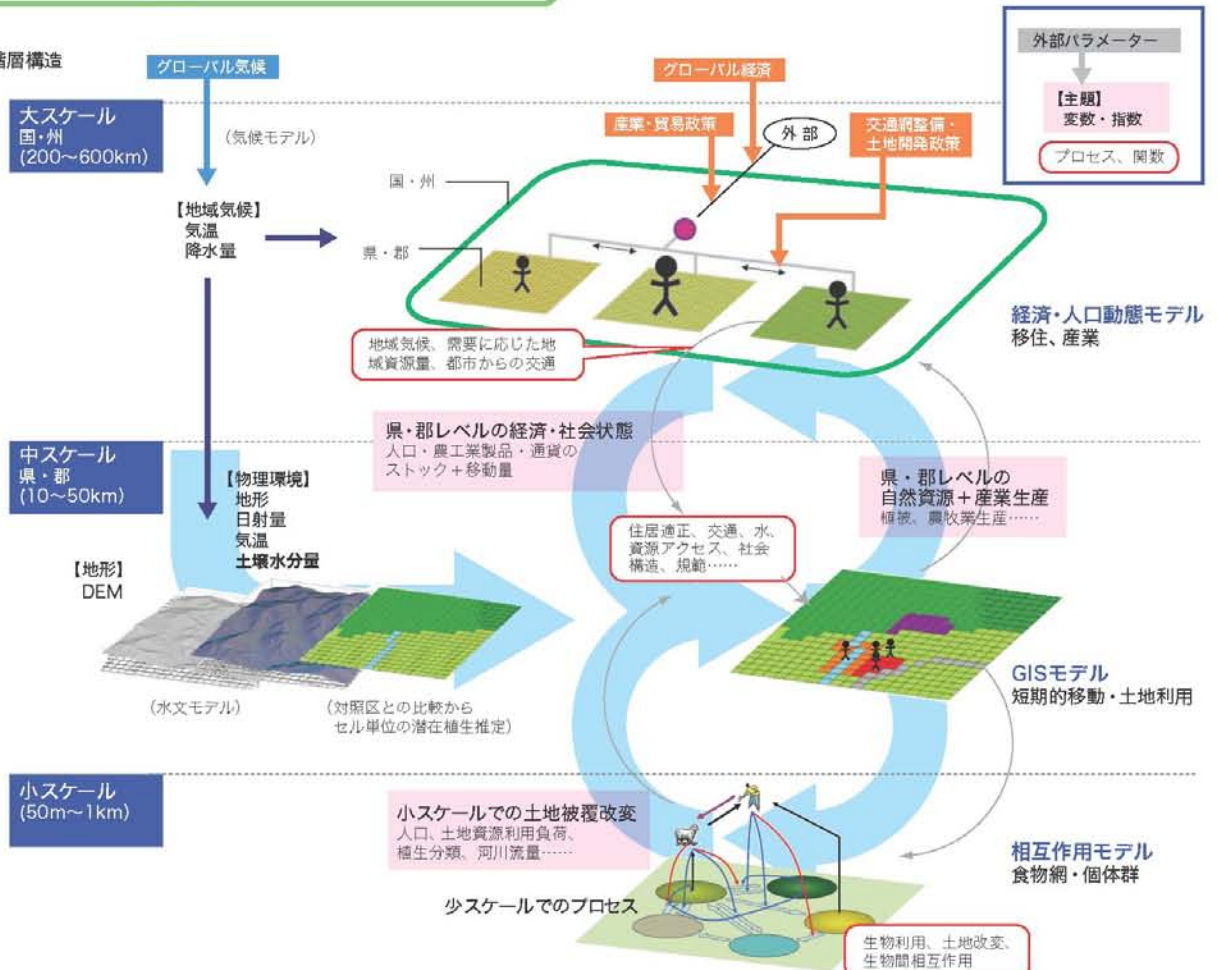 階層構造
グローバル気候
グローバル経済
外部パラメーター
【主題】
変数・指数
プロセス、関数
大スケール
国・州
(200～600km)
(気候モデル)
産業・貿易政策
外部
交通網整備・
土地開発政策
国・州
【地域気候】
気温
降水量
県・郡
経済・人口動態モデル
移住、産業
地域気候、需要に応じた地
域資源量、都市からの交通
県・郡レベルの経済・社会状態
人口・農工業製品・通貨の
ストック＋移動量
中スケール
県・郡
(10～50km)
【物理環境】
地形
日射量
気温
土壌水分量
県・郡レベルの
自然資源＋産業生産
植被、農牧業生産……
住居適正、交通、水、
資源アクセス、社会
構造、規範……
【地形】
DEM
(水文モデル)
(対照区との比較から
セル単位の潜在植生推定)
GISモデル
短期的移動・土地利用
小スケール
(50m～1km)
小スケールでの土地被覆改変
人口、土地資源利用負荷、
植生分類、河川流量……
相互作用モデル
食物網・個体群
少スケールでのプロセス
生物利用、土地改変、
生物間相互作用